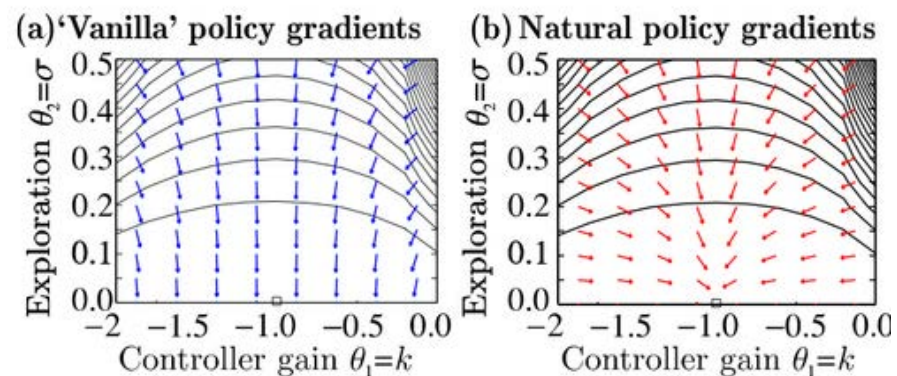 (a)‘Vanilla’ policy gradients
Exploration θ₂=σ
0.5
0.4
0.3
0.2
0.1
0.0
−2 −1.5 −1.0 −0.5 0.0
Controller gain θ₁=k
(b) Natural policy gradients
Exploration θ₂=σ
0.5
0.4
0.3
0.2
0.1
0.0
−2 −1.5 −1.0 −0.5 0.0
Controller gain θ₁=k